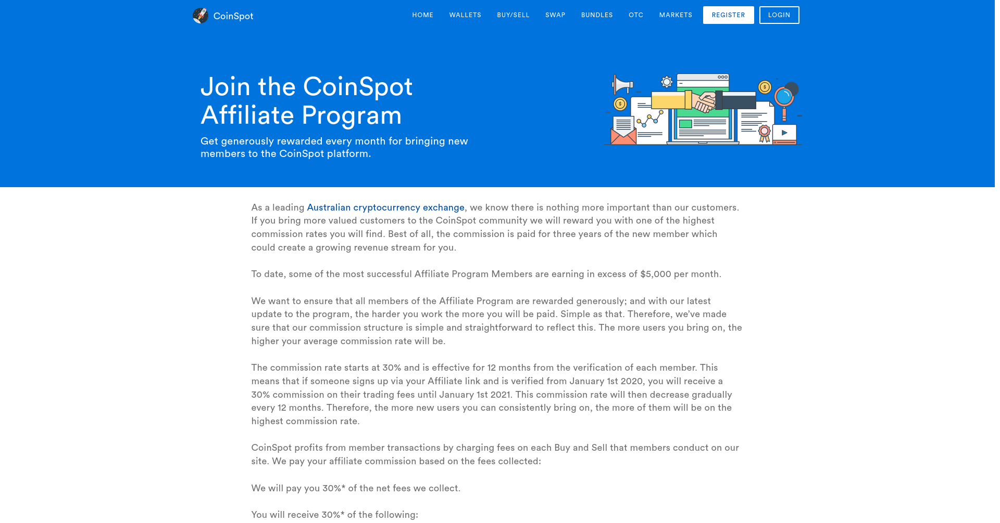 CoinSpot
HOME WALLETS BUY/SELL SWAP BUNDLES OTC MARKETS REGISTER LOGIN
Join the CoinSpot
Affiliate Program
Get generously rewarded every month for bringing new
members to the CoinSpot platform.
$
$
As a leading Australian cryptocurrency exchange, we know there is nothing more important than our customers.
If you bring more valued customers to the CoinSpot community we will reward you with one of the highest
commission rates you will find. Best of all, the commission is paid for three years of the new member which
could create a growing revenue stream for you.
To date, some of the most successful Affiliate Program Members are earning in excess of $5,000 per month.
We want to ensure that all members of the Affiliate Program are rewarded generously; and with our latest
update to the program, the harder you work the more you will be paid. Simple as that. Therefore, we’ve made
sure that our commission structure is simple and straightforward to reflect this. The more users you bring on, the
higher your average commission rate will be.
The commission rate starts at 30% and is effective for 12 months from the verification of each member. This
means that if someone signs up via your Affiliate link and is verified from January 1st 2020, you will receive a
30% commission on their trading fees until January 1st 2021. This commission rate will then decrease gradually
every 12 months. Therefore, the more new users you can consistently bring on, the more of them will be on the
highest commission rate.
CoinSpot profits from member transactions by charging fees on each Buy and Sell that members conduct on our
site. We pay your affiliate commission based on the fees collected:
We will pay you 30%* of the net fees we collect.
You will receive 30%* of the following: